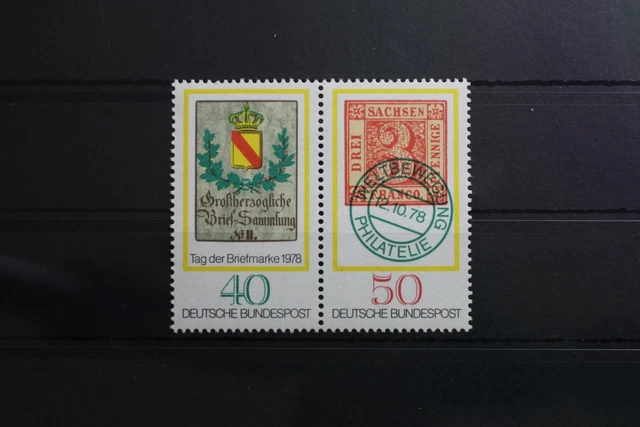 Großherzogliche
Brief-Sammlung
No II.
Tag der Briefmarke 1978
40
DEUTSCHE BUNDESPOST
SACHSEN
DREI
3
PFENNIGE
FRANCO
WELTBEWEGUNG
12.10.78
PHILATELIE
50
DEUTSCHE BUNDESPOST